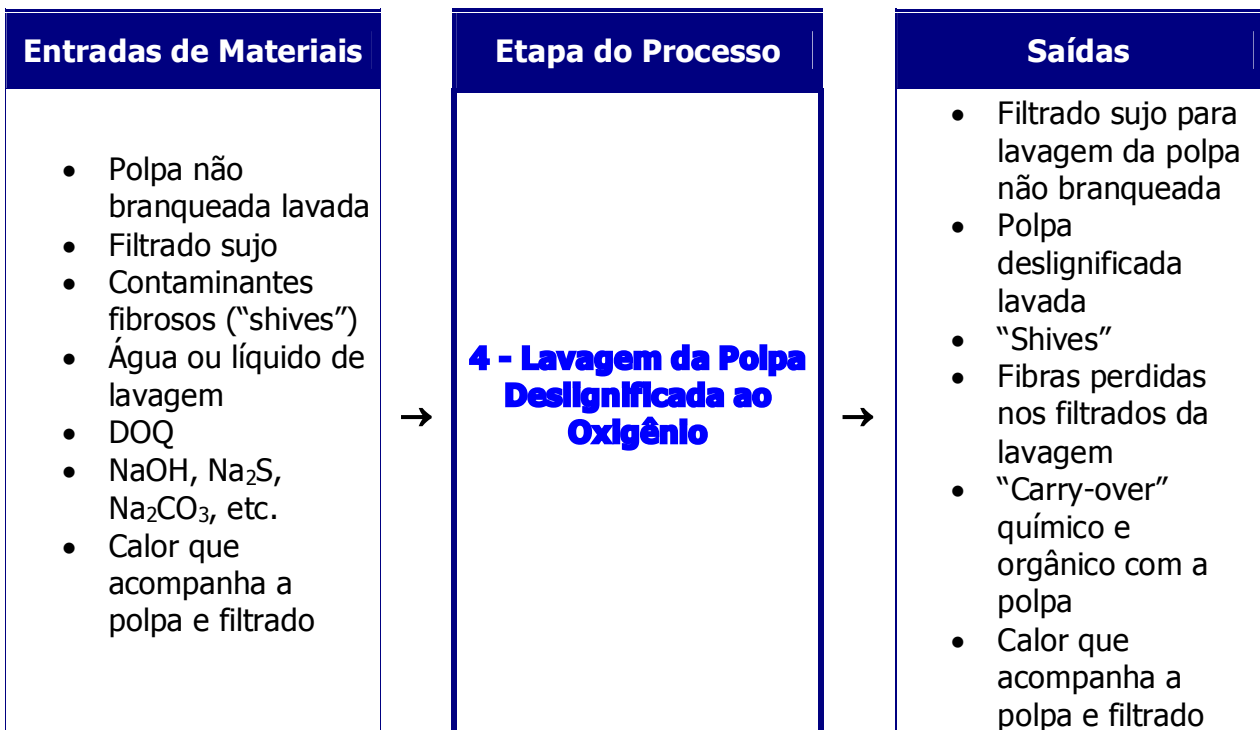 Entradas de Materiais
• Polpa não
branqueada lavada
• Filtrado sujo
• Contaminantes
fibrosos (“shives”)
• Água ou líquido de
lavagem
• DOQ
• NaOH, Na₂S,
Na₂CO₃, etc.
• Calor que
acompanha a
polpa e filtrado
→
Etapa do Processo
4 - Lavagem da Polpa
Deslignificada ao
Oxigênio
→
Saídas
• Filtrado sujo para
lavagem da polpa
não branqueada
• Polpa
deslignificada
lavada
• “Shives”
• Fibras perdidas
nos filtrados da
lavagem
• “Carry-over”
químico e
orgânico com a
polpa
• Calor que
acompanha a
polpa e filtrado